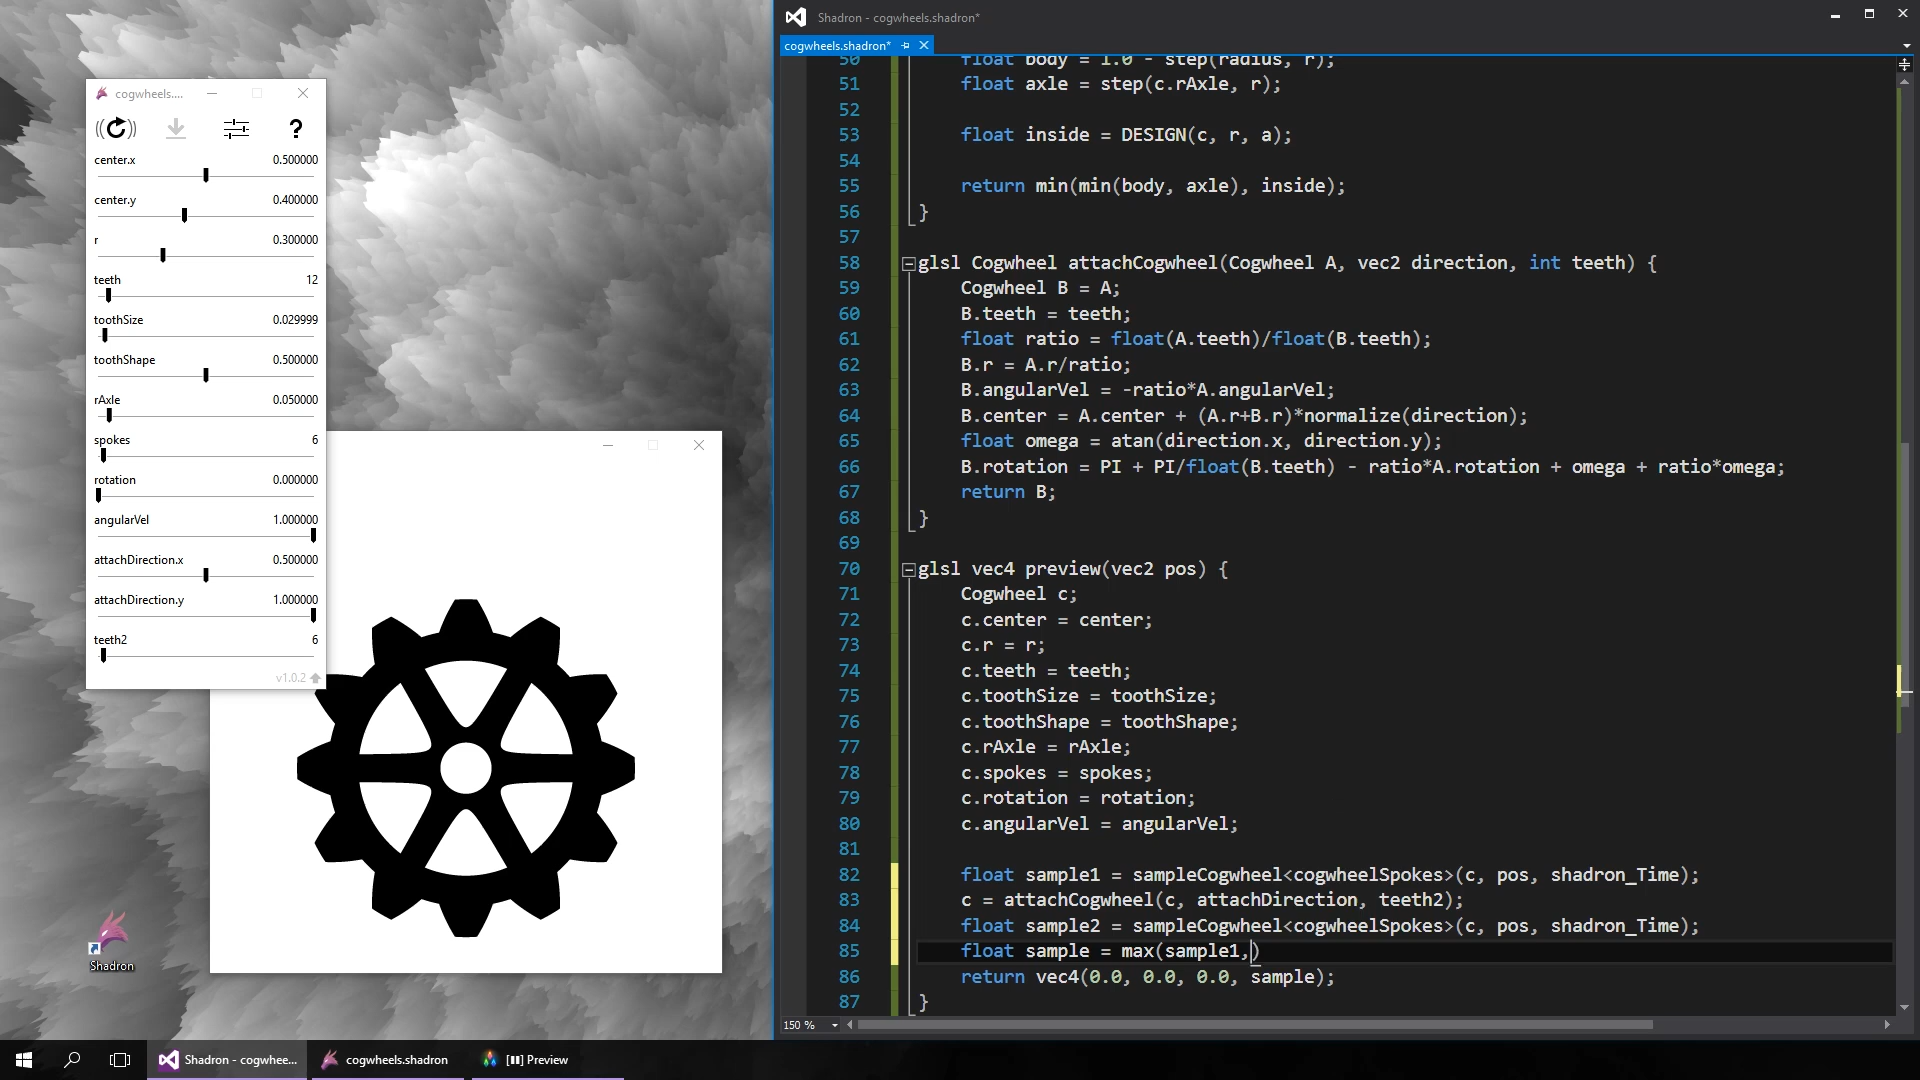 Shadron - cogwheels.shadron*
cogwheels.shadron*
cogwheels....
?
center.x 0.500000
center.y 0.400000
r 0.300000
teeth 12
toothSize 0.029999
toothShape 0.500000
rAxle 0.050000
spokes 6
rotation 0.000000
angularVel 1.000000
attachDirection.x 0.500000
attachDirection.y 1.000000
teeth2 6
v1.0.2
Shadron
50 float body = 1.0 - step(radius, r);
51 float axle = step(c.rAxle, r);
52
53 float inside = DESIGN(c, r, a);
54
55 return min(min(body, axle), inside);
56 }
57
58 glsl Cogwheel attachCogwheel(Cogwheel A, vec2 direction, int teeth) {
59 Cogwheel B = A;
60 B.teeth = teeth;
61 float ratio = float(A.teeth)/float(B.teeth);
62 B.r = A.r/ratio;
63 B.angularVel = -ratio*A.angularVel;
64 B.center = A.center + (A.r+B.r)*normalize(direction);
65 float omega = atan(direction.x, direction.y);
66 B.rotation = PI + PI/float(B.teeth) - ratio*A.rotation + omega + ratio*omega;
67 return B;
68 }
69
70 glsl vec4 preview(vec2 pos) {
71 Cogwheel c;
72 c.center = center;
73 c.r = r;
74 c.teeth = teeth;
75 c.toothSize = toothSize;
76 c.toothShape = toothShape;
77 c.rAxle = rAxle;
78 c.spokes = spokes;
79 c.rotation = rotation;
80 c.angularVel = angularVel;
81
82 float sample1 = sampleCogwheel<cogwheelSpokes>(c, pos, shadron_Time);
83 c = attachCogwheel(c, attachDirection, teeth2);
84 float sample2 = sampleCogwheel<cogwheelSpokes>(c, pos, shadron_Time);
85 float sample = max(sample1,)
86 return vec4(0.0, 0.0, 0.0, sample);
87 }
150 %
Shadron - cogwhee...
cogwheels.shadron
[▮▮] Preview